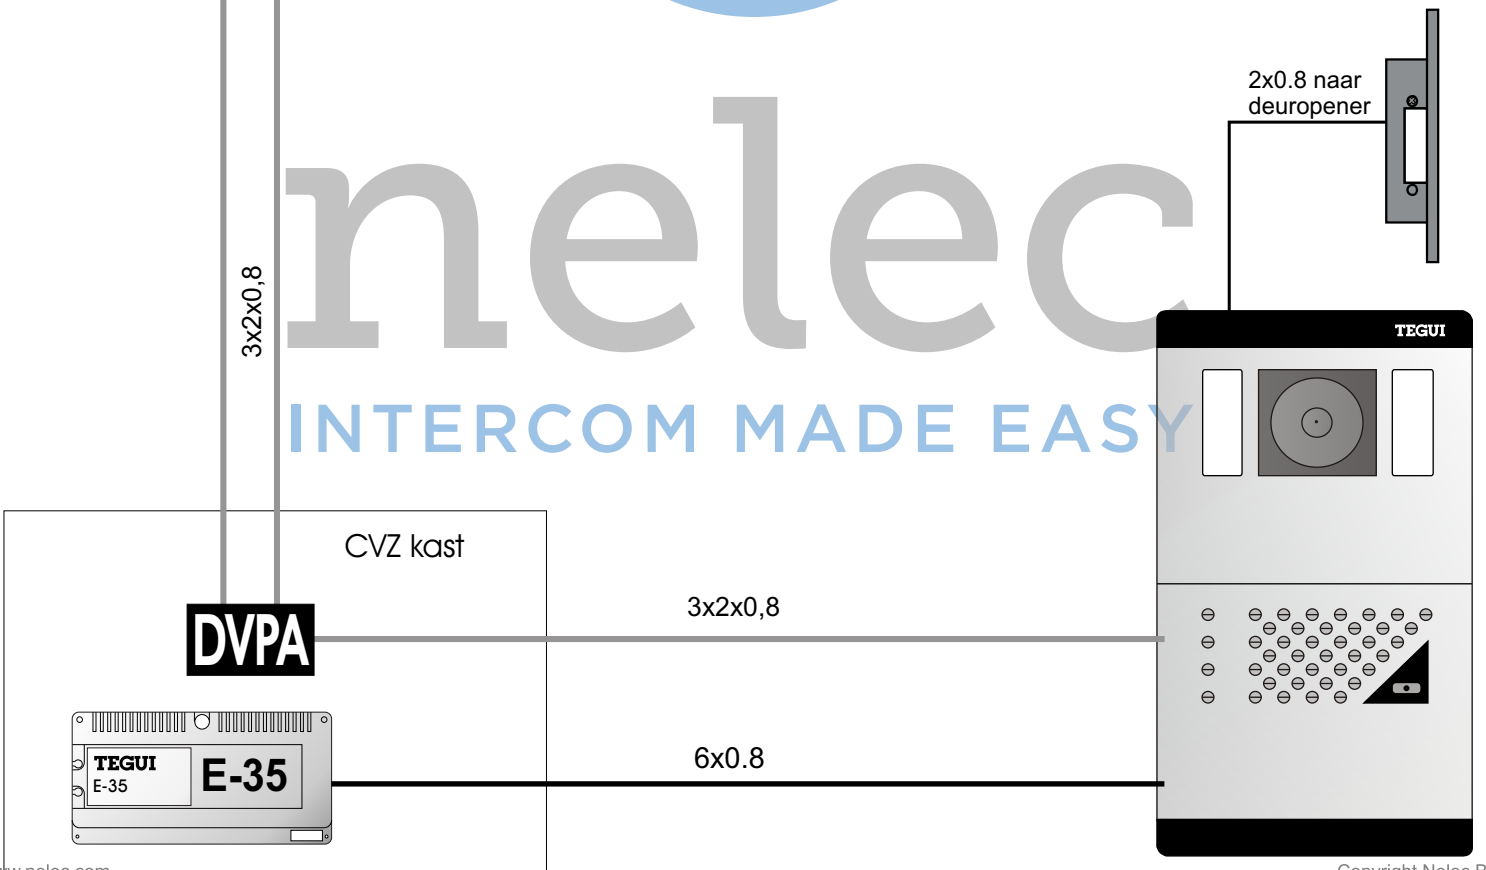 2x0.8 naar
deuropener
nelec
TEGUI
3x2x0,8
INTERCOM MADE EASY
CVZ kast
3x2x0,8
DVPA
6x0.8
TEGUI
E-35
E-35